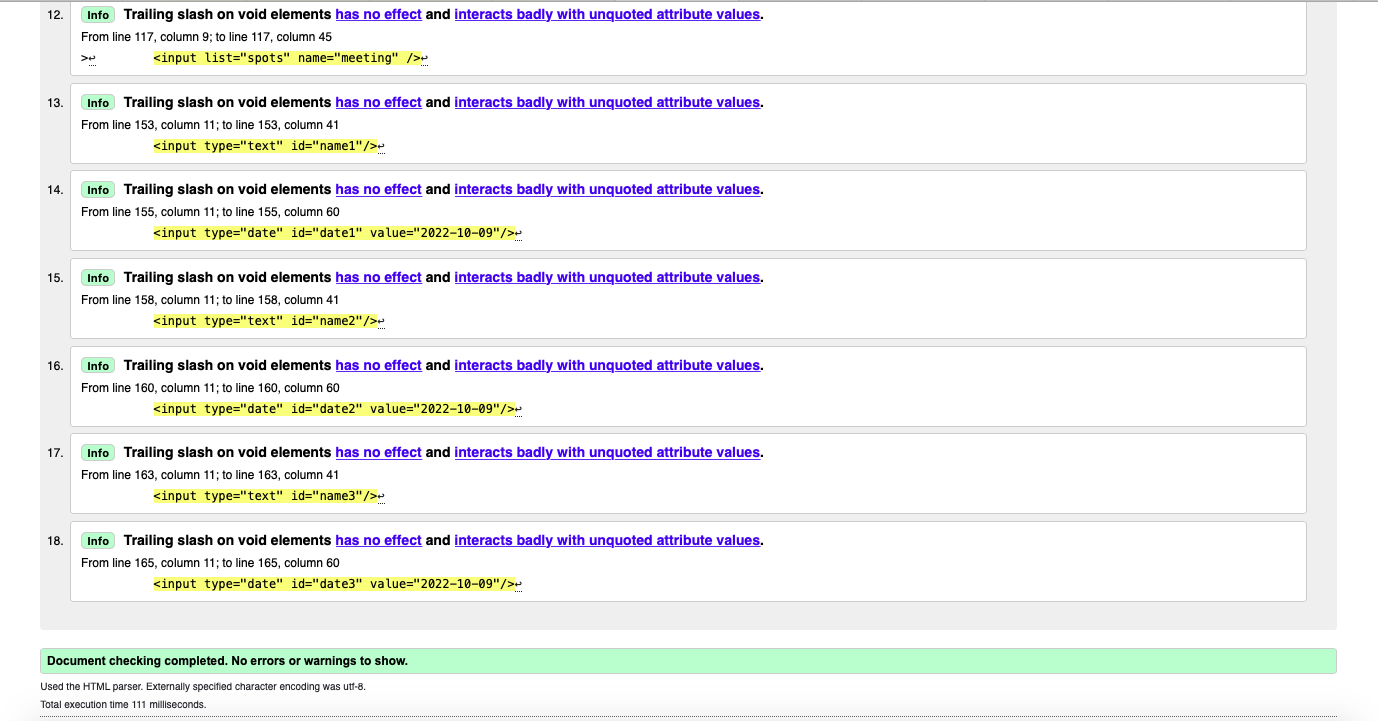 12. Info Trailing slash on void elements has no effect and interacts badly with unquoted attribute values.
From line 117, column 9; to line 117, column 45
>↩ <input list="spots" name="meeting" />↩
13. Info Trailing slash on void elements has no effect and interacts badly with unquoted attribute values.
From line 153, column 11; to line 153, column 41
<input type="text" id="name1"/>↩
14. Info Trailing slash on void elements has no effect and interacts badly with unquoted attribute values.
From line 155, column 11; to line 155, column 60
<input type="date" id="date1" value="2022-10-09"/>↩
15. Info Trailing slash on void elements has no effect and interacts badly with unquoted attribute values.
From line 158, column 11; to line 158, column 41
<input type="text" id="name2"/>↩
16. Info Trailing slash on void elements has no effect and interacts badly with unquoted attribute values.
From line 160, column 11; to line 160, column 60
<input type="date" id="date2" value="2022-10-09"/>↩
17. Info Trailing slash on void elements has no effect and interacts badly with unquoted attribute values.
From line 163, column 11; to line 163, column 41
<input type="text" id="name3"/>↩
18. Info Trailing slash on void elements has no effect and interacts badly with unquoted attribute values.
From line 165, column 11; to line 165, column 60
<input type="date" id="date3" value="2022-10-09"/>↩
Document checking completed. No errors or warnings to show.
Used the HTML parser. Externally specified character encoding was utf-8.
Total execution time 111 milliseconds.